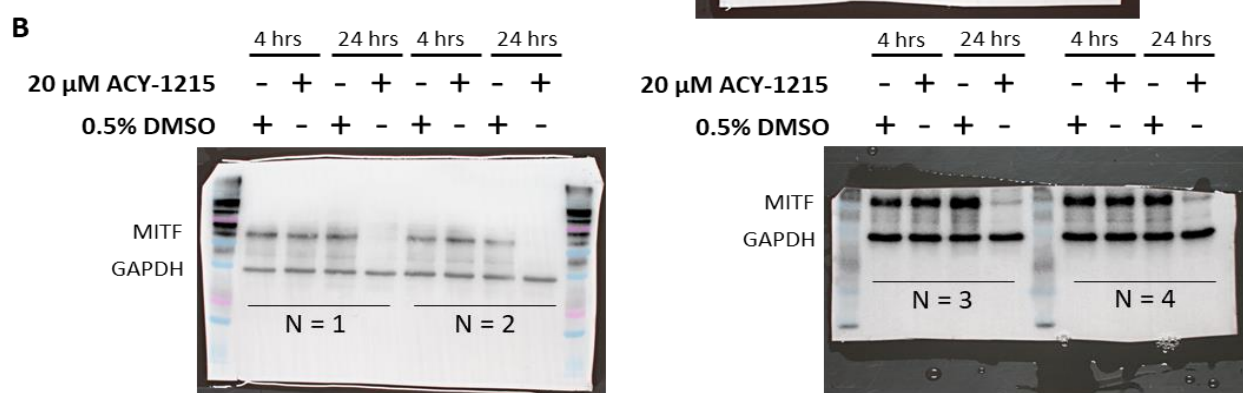 B
4 hrs 24 hrs 4 hrs 24 hrs
20 µM ACY-1215 - + - + - + - +
0.5% DMSO + - + - + - + -
MITF
GAPDH
N = 1 N = 2
4 hrs 24 hrs 4 hrs 24 hrs
20 µM ACY-1215 - + - + - + - +
0.5% DMSO + - + - + - + -
MITF
GAPDH
N = 3 N = 4